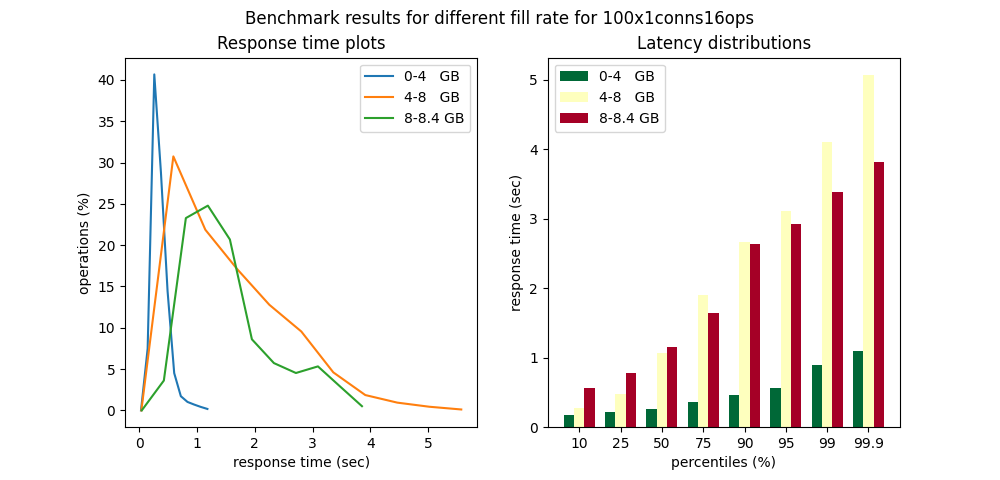 Benchmark results for different fill rate for 100x1conns16ops
Response time plots
operations (%)
40
35
30
25
20
15
10
5
0
0-4   GB
4-8   GB
8-8.4 GB
0 1 2 3 4 5
response time (sec)
Latency distributions
response time (sec)
5
4
3
2
1
0
0-4   GB
4-8   GB
8-8.4 GB
10 25 50 75 90 95 99 99.9
percentiles (%)